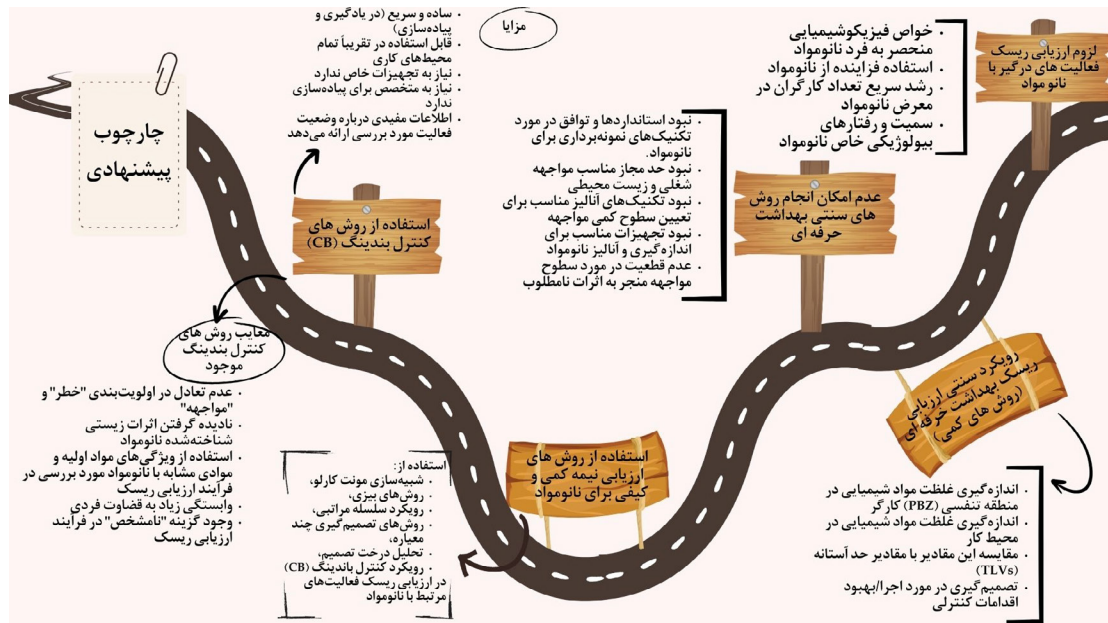 لزوم ارزیابی ریسک
فعالیت های درگیر با
نانو مواد
• خواص فیزیکوشیمیایی
منحصر به فرد نانومواد
• استفاده فزاینده از نانومواد
• رشد سریع تعداد کارگران در
معرض نانومواد
• سمیت و رفتارهای
بیولوژیکی خاص نانومواد
رویکرد سنتی ارزیابی
ریسک بهداشت حرفه ای
(روش های کمی)
• اندازه‌گیری غلظت مواد شیمیایی در
منطقه تنفسی (PBZ) کارگر
• اندازه‌گیری غلظت مواد شیمیایی در
محیط کار
• مقایسه این مقادیر با مقادیر حد آستانه
(TLVs)
• تصمیم‌گیری در مورد اجرا/بهبود
اقدامات کنترلی
عدم امکان انجام روش
های سنتی بهداشت
حرفه ای
• نبود استانداردها و توافق در مورد
تکنیک‌های نمونه‌برداری برای
نانومواد.
• نبود حد مجاز مناسب مواجهه
شغلی و زیست محیطی
• نبود تکنیک‌های آنالیز مناسب برای
تعیین سطوح کمی مواجهه
• نبود تجهیزات مناسب برای
اندازه‌گیری و آنالیز نانومواد
• عدم قطعیت در مورد سطوح
مواجهه منجر به اثرات نامطلوب
استفاده از روش های
ارزیابی نیمه کمی و
کیفی برای نانومواد
استفاده از:
• شبیه‌سازی مونت کارلو،
• روش‌های بیزی،
• رویکرد سلسله مراتبی،
• روش‌های تصمیم‌گیری چند
معیاره،
• تحلیل درخت تصمیم،
• رویکرد کنترل باندینگ (CB)
در ارزیابی ریسک فعالیت‌های
مرتبط با نانومواد
استفاده از روش های
کنترل بندینگ (CB)
مزایا
• ساده و سریع (در یادگیری و
پیاده‌سازی)
• قابل استفاده در تقریباً تمام
محیط‌های کاری
• نیاز به تجهیزات خاص ندارد
• نیاز به متخصص برای پیاده‌سازی
ندارد
• اطلاعات مفیدی درباره وضعیت
فعالیت مورد بررسی ارائه می‌دهد
معایب روش های
کنترل بندینگ
موجود
• عدم تعادل در اولویت‌بندی "خطر" و
"مواجهه"
• نادیده گرفتن اثرات زیستی
شناخته‌شده نانومواد
• استفاده از ویژگی‌های مواد اولیه و
موادی مشابه با نانومواد مورد بررسی در
فرآیند ارزیابی ریسک
• وابستگی زیاد به قضاوت فردی
• وجود گزینه "نامشخص" در فرآیند
ارزیابی ریسک
چارچوب
پیشنهادی